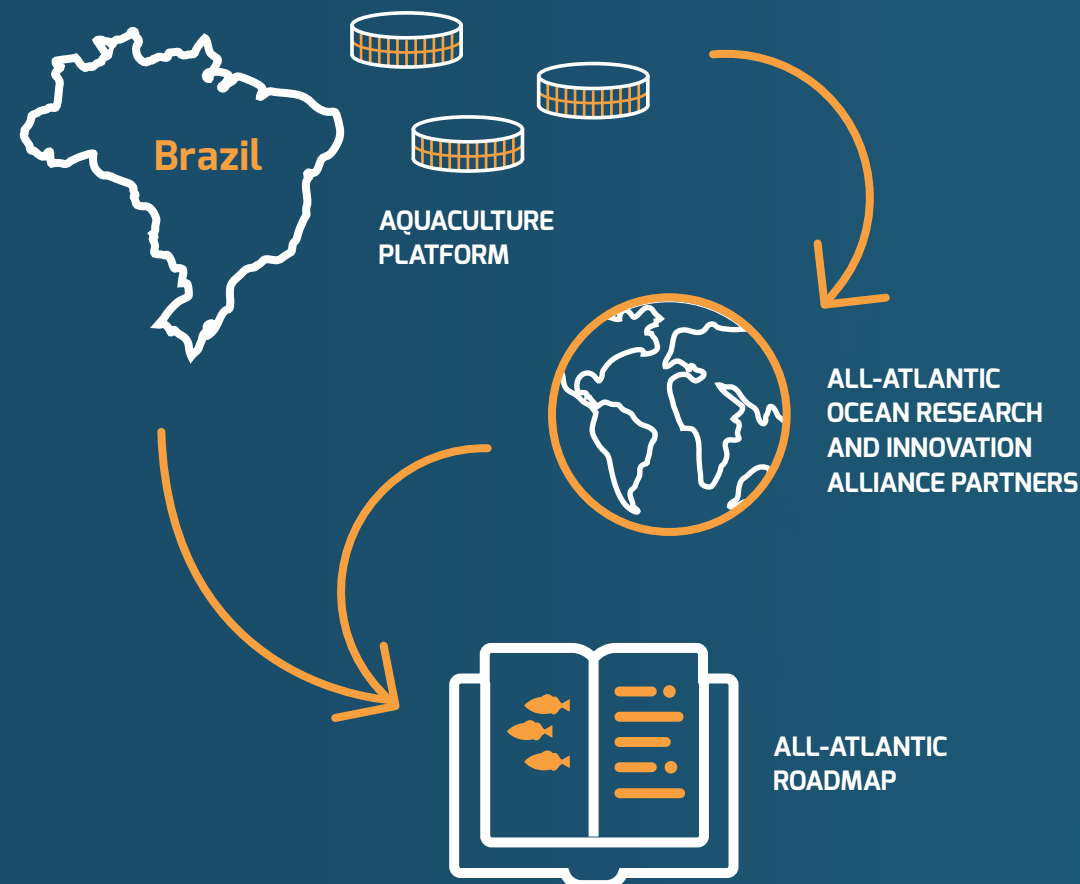 Brazil
AQUACULTURE
PLATFORM
ALL-ATLANTIC
OCEAN RESEARCH
AND INNOVATION
ALLIANCE PARTNERS
ALL-ATLANTIC
ROADMAP